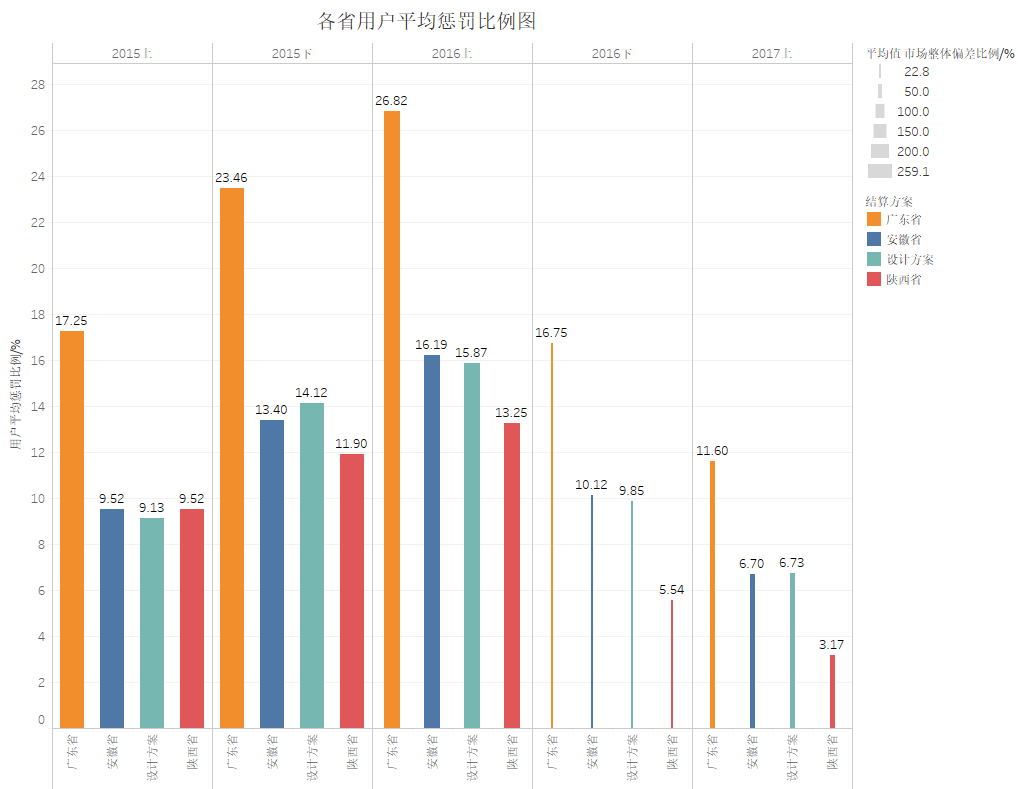 各省用户平均惩罚比例图
2015上
2015下
2016上
2016下
2017上
用户平均惩罚比例/%
28
26
24
22
20
18
16
14
12
10
8
6
4
2
0
17.25
9.52
9.13
9.52
23.46
13.40
14.12
11.90
26.82
16.19
15.87
13.25
16.75
10.12
9.85
5.54
11.60
6.70
6.73
3.17
广东省
安徽省
设计方案
陕西省
广东省
安徽省
设计方案
陕西省
广东省
安徽省
设计方案
陕西省
广东省
安徽省
设计方案
陕西省
广东省
安徽省
设计方案
陕西省
平均值 市场整体偏差比例/%
22.8
50.0
100.0
150.0
200.0
259.1
结算方案
广东省
安徽省
设计方案
陕西省